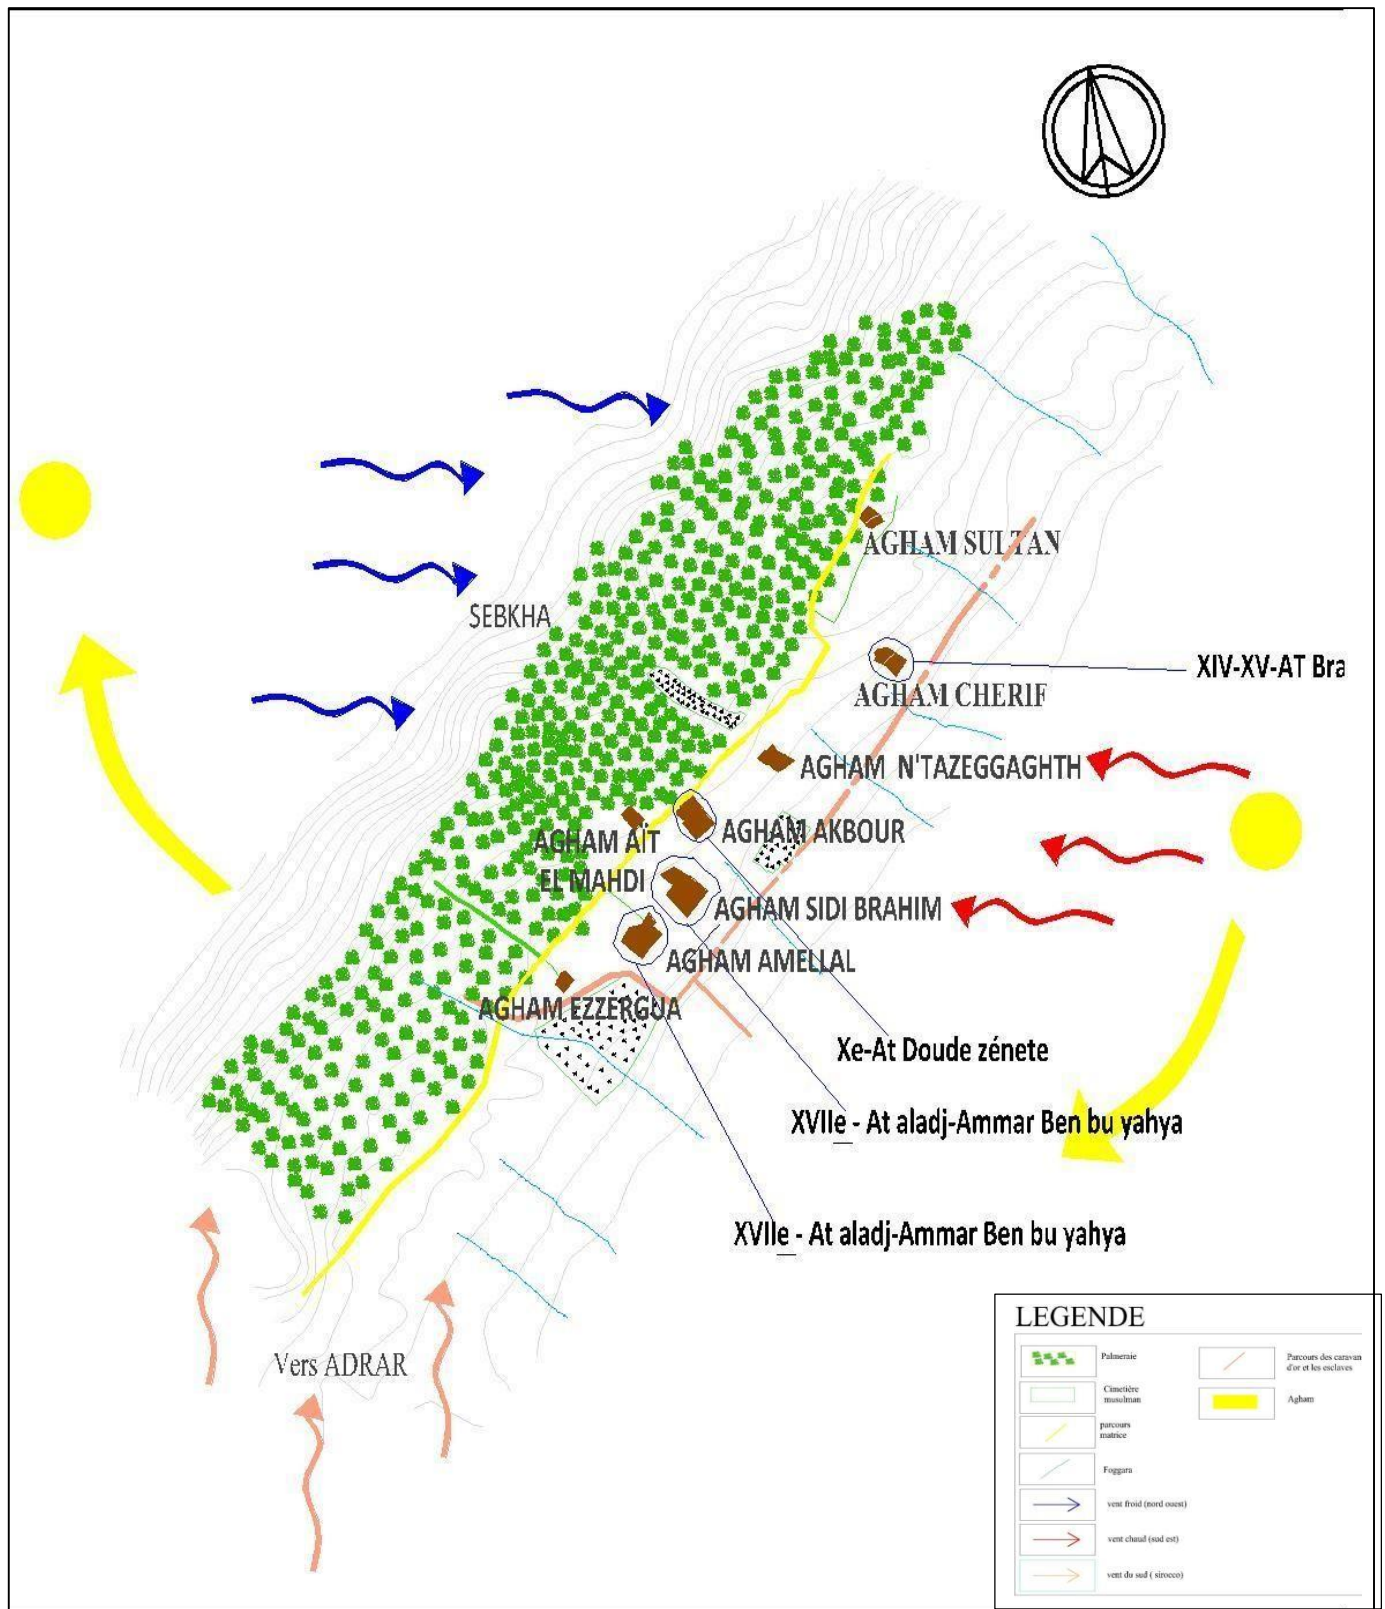 AGHAM SULTAN
SEBKHA
XIV-XV-AT Bra
AGHAM CHERIF
AGHAM N'TAZEGGAGHTH
AGHAM AKBOUR
AGHAM AÏT
EL MAHDI
AGHAM SIDI BRAHIM
AGHAM AMELLAL
AGHAM EZZERGUA
Xe-At Doude zénete
XVIIe - At aladj-Ammar Ben bu yahya
XVIIe - At aladj-Ammar Ben bu yahya
Vers ADRAR
LEGENDE
Palmeraie
Cimetière
musolman
parcours
matrice
Foggara
vent froid (nord ouest)
vent chaud (sud est)
vent du sud ( sirocco)
Parcours des caravan
d'or et les esclaves
Agham